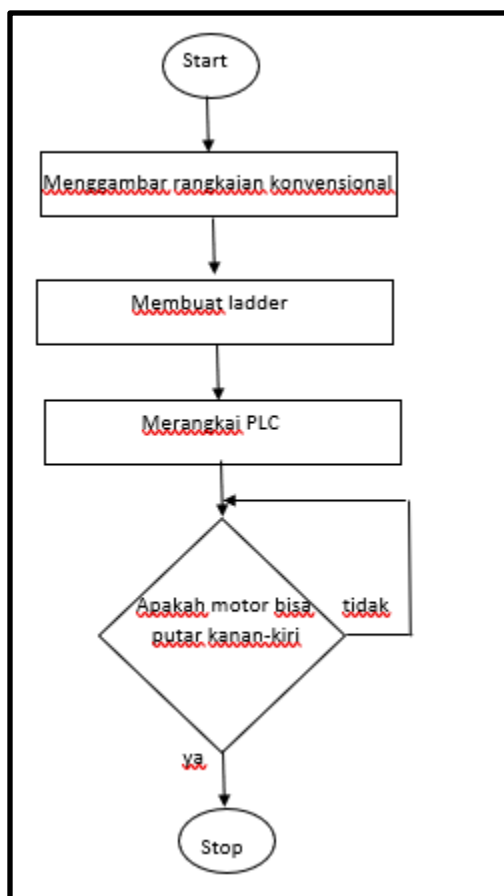 Start
Menggambar rangkaian konvensional
Membuat ladder
Merangkai PLC
Apakah motor bisa
putar kanan-kiri
tidak
ya
Stop